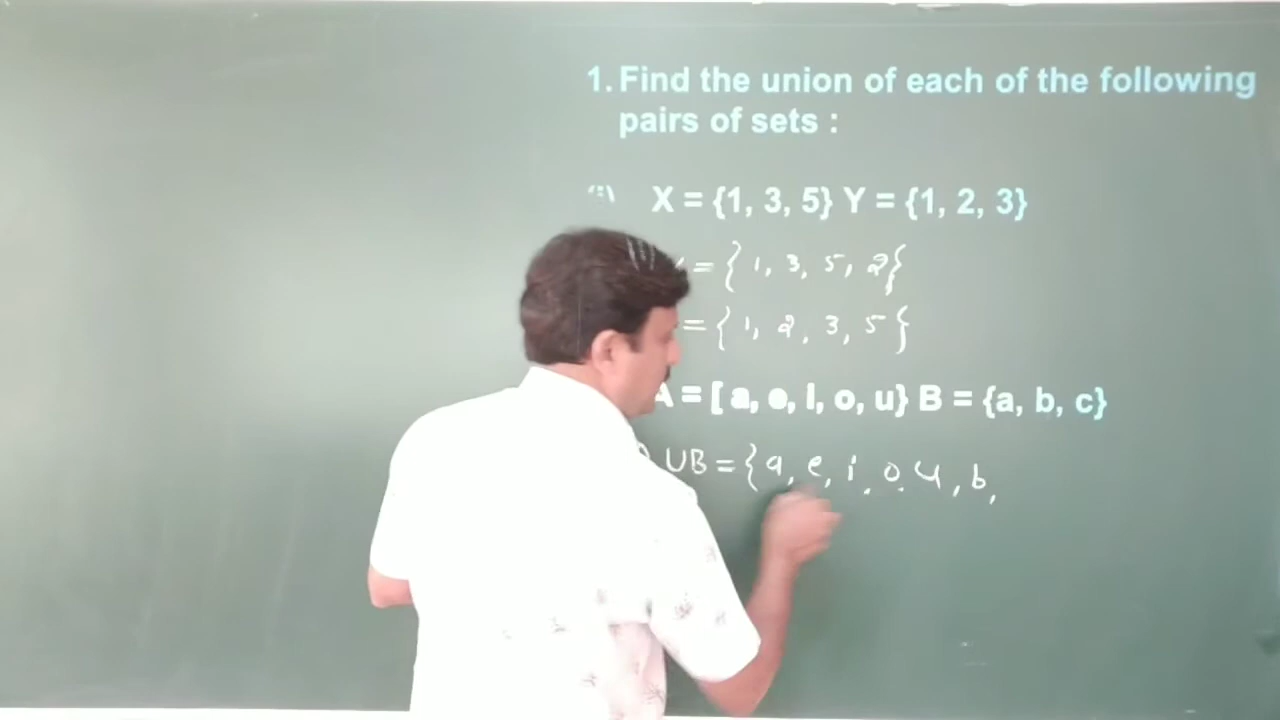 1. Find the union of each of the following
pairs of sets :
X = {1, 3, 5} Y = {1, 2, 3}
= { 1, 3, 5, 2}
= { 1, 2, 3, 5 }
A = [ a, e, I, o, u} B = {a, b, c}
UB = { a, e, i, o, u, b,